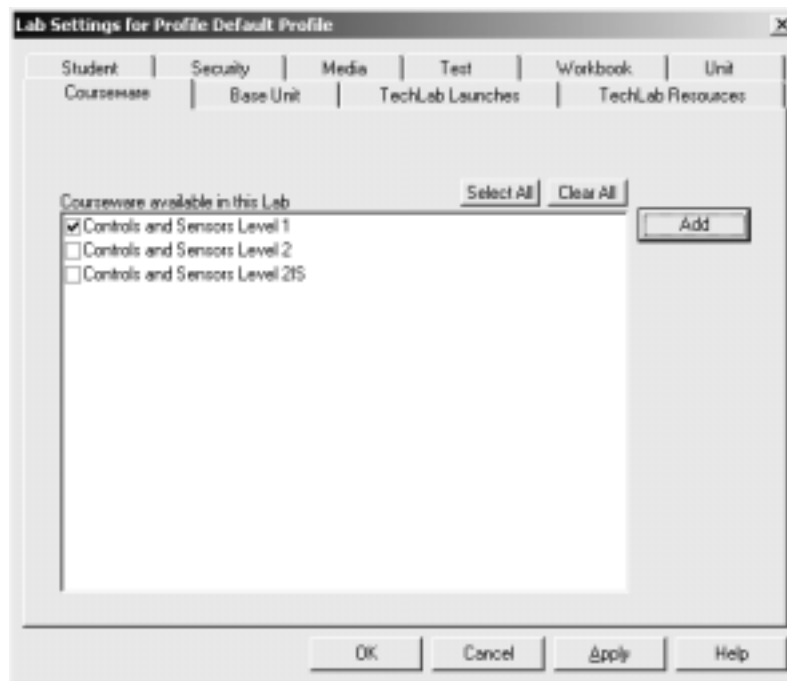 Lab Settings for Profile Default Profile
Student Security Media Test Workbook Unit
Courseware Base Unit TechLab Launches TechLab Resources
Courseware available in this Lab Select All Clear All
Controls and Sensors Level 1 Add
Controls and Sensors Level 2
Controls and Sensors Level 2fS
OK Cancel Apply Help